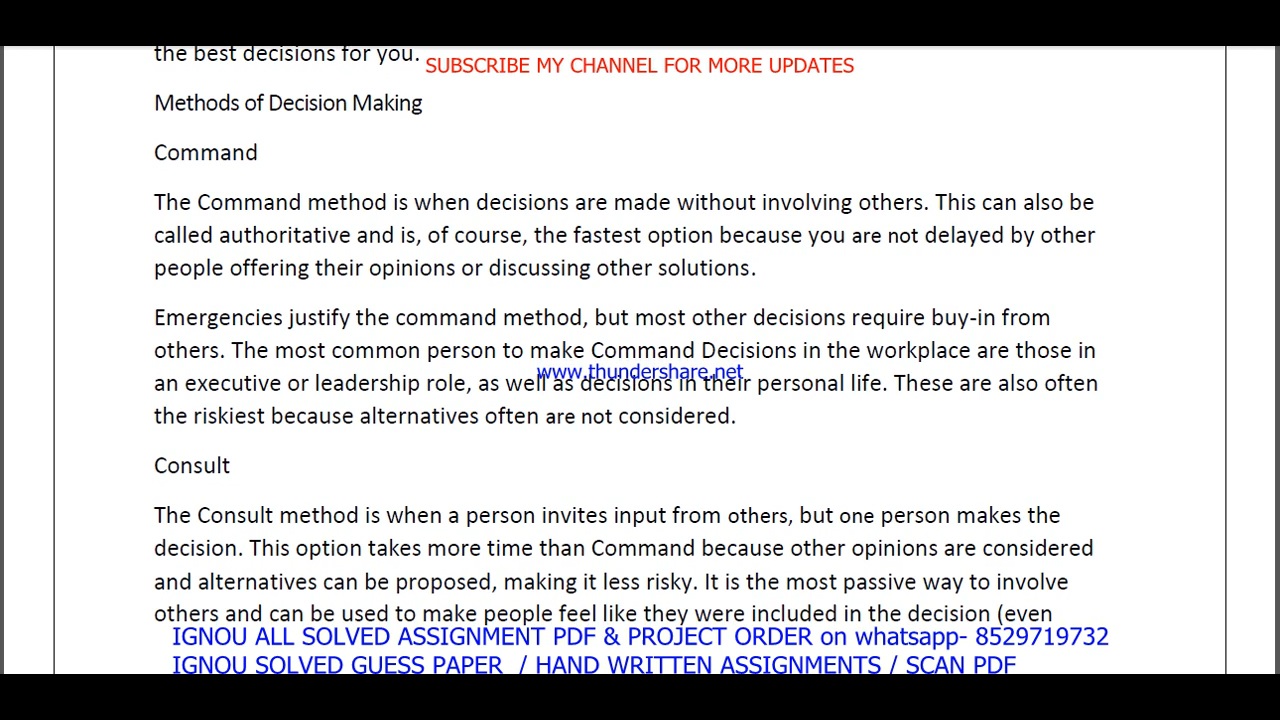 the best decisions for you.
SUBSCRIBE MY CHANNEL FOR MORE UPDATES
Methods of Decision Making
Command
The Command method is when decisions are made without involving others. This can also be
called authoritative and is, of course, the fastest option because you are not delayed by other
people offering their opinions or discussing other solutions.
Emergencies justify the command method, but most other decisions require buy-in from
others. The most common person to make Command Decisions in the workplace are those in
www.thundershare.net
an executive or leadership role, as well as decisions in their personal life. These are also often
the riskiest because alternatives often are not considered.
Consult
The Consult method is when a person invites input from others, but one person makes the
decision. This option takes more time than Command because other opinions are considered
and alternatives can be proposed, making it less risky. It is the most passive way to involve
others and can be used to make people feel like they were included in the decision (even
IGNOU ALL SOLVED ASSIGNMENT PDF & PROJECT ORDER on whatsapp- 8529719732
IGNOU SOLVED GUESS PAPER / HAND WRITTEN ASSIGNMENTS / SCAN PDF